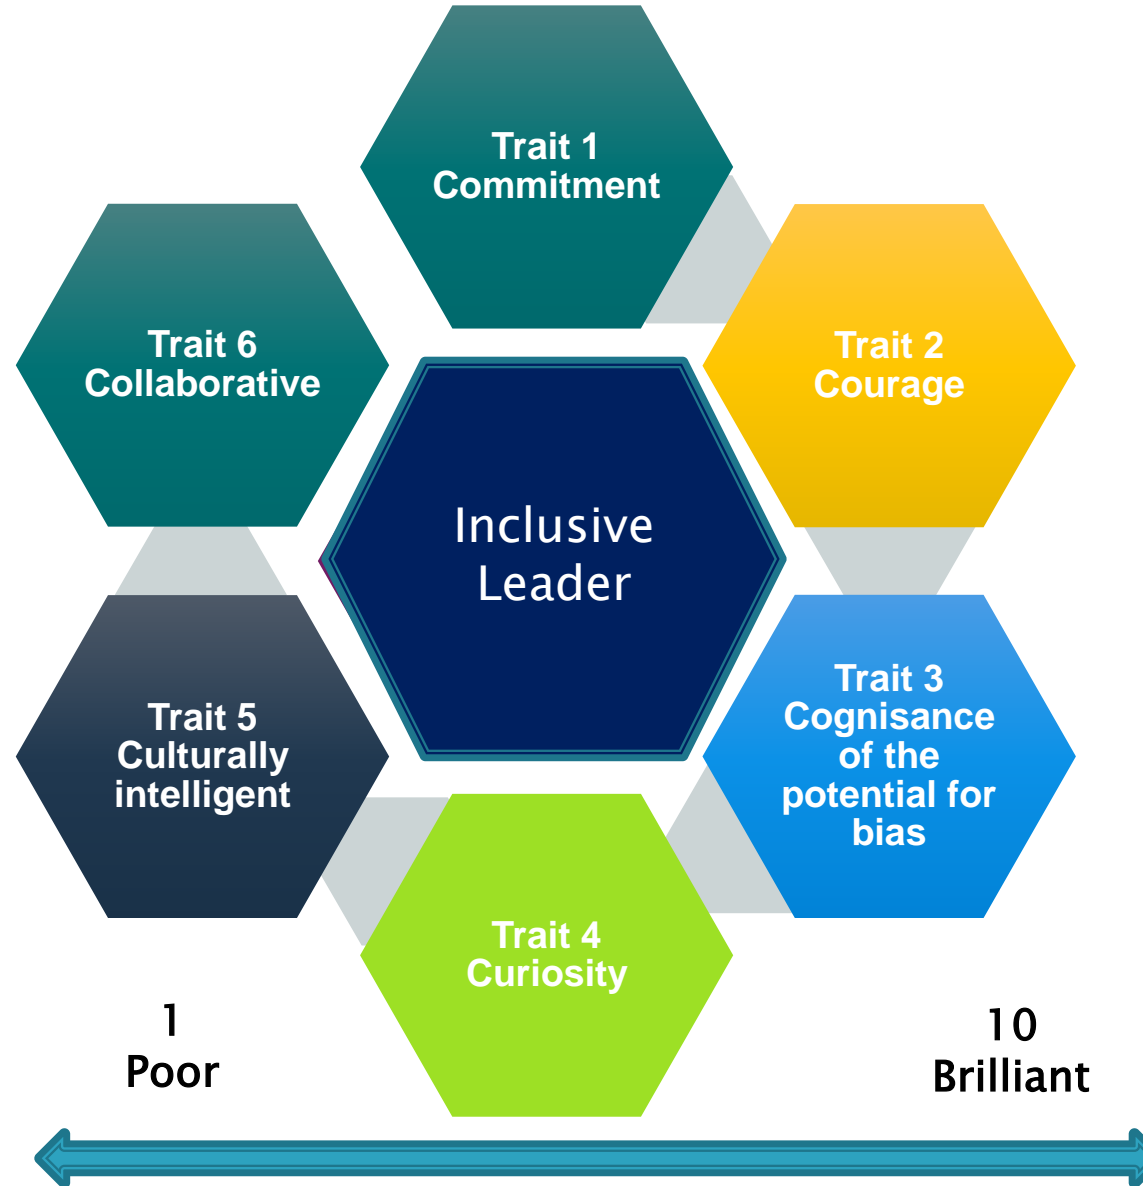 Trait 1
Commitment
Trait 2
Courage
Trait 6
Collaborative
Inclusive
Leader
Trait 3
Cognisance
of the
potential for
bias
Trait 5
Culturally
intelligent
Trait 4
Curiosity
1
Poor
10
Brilliant